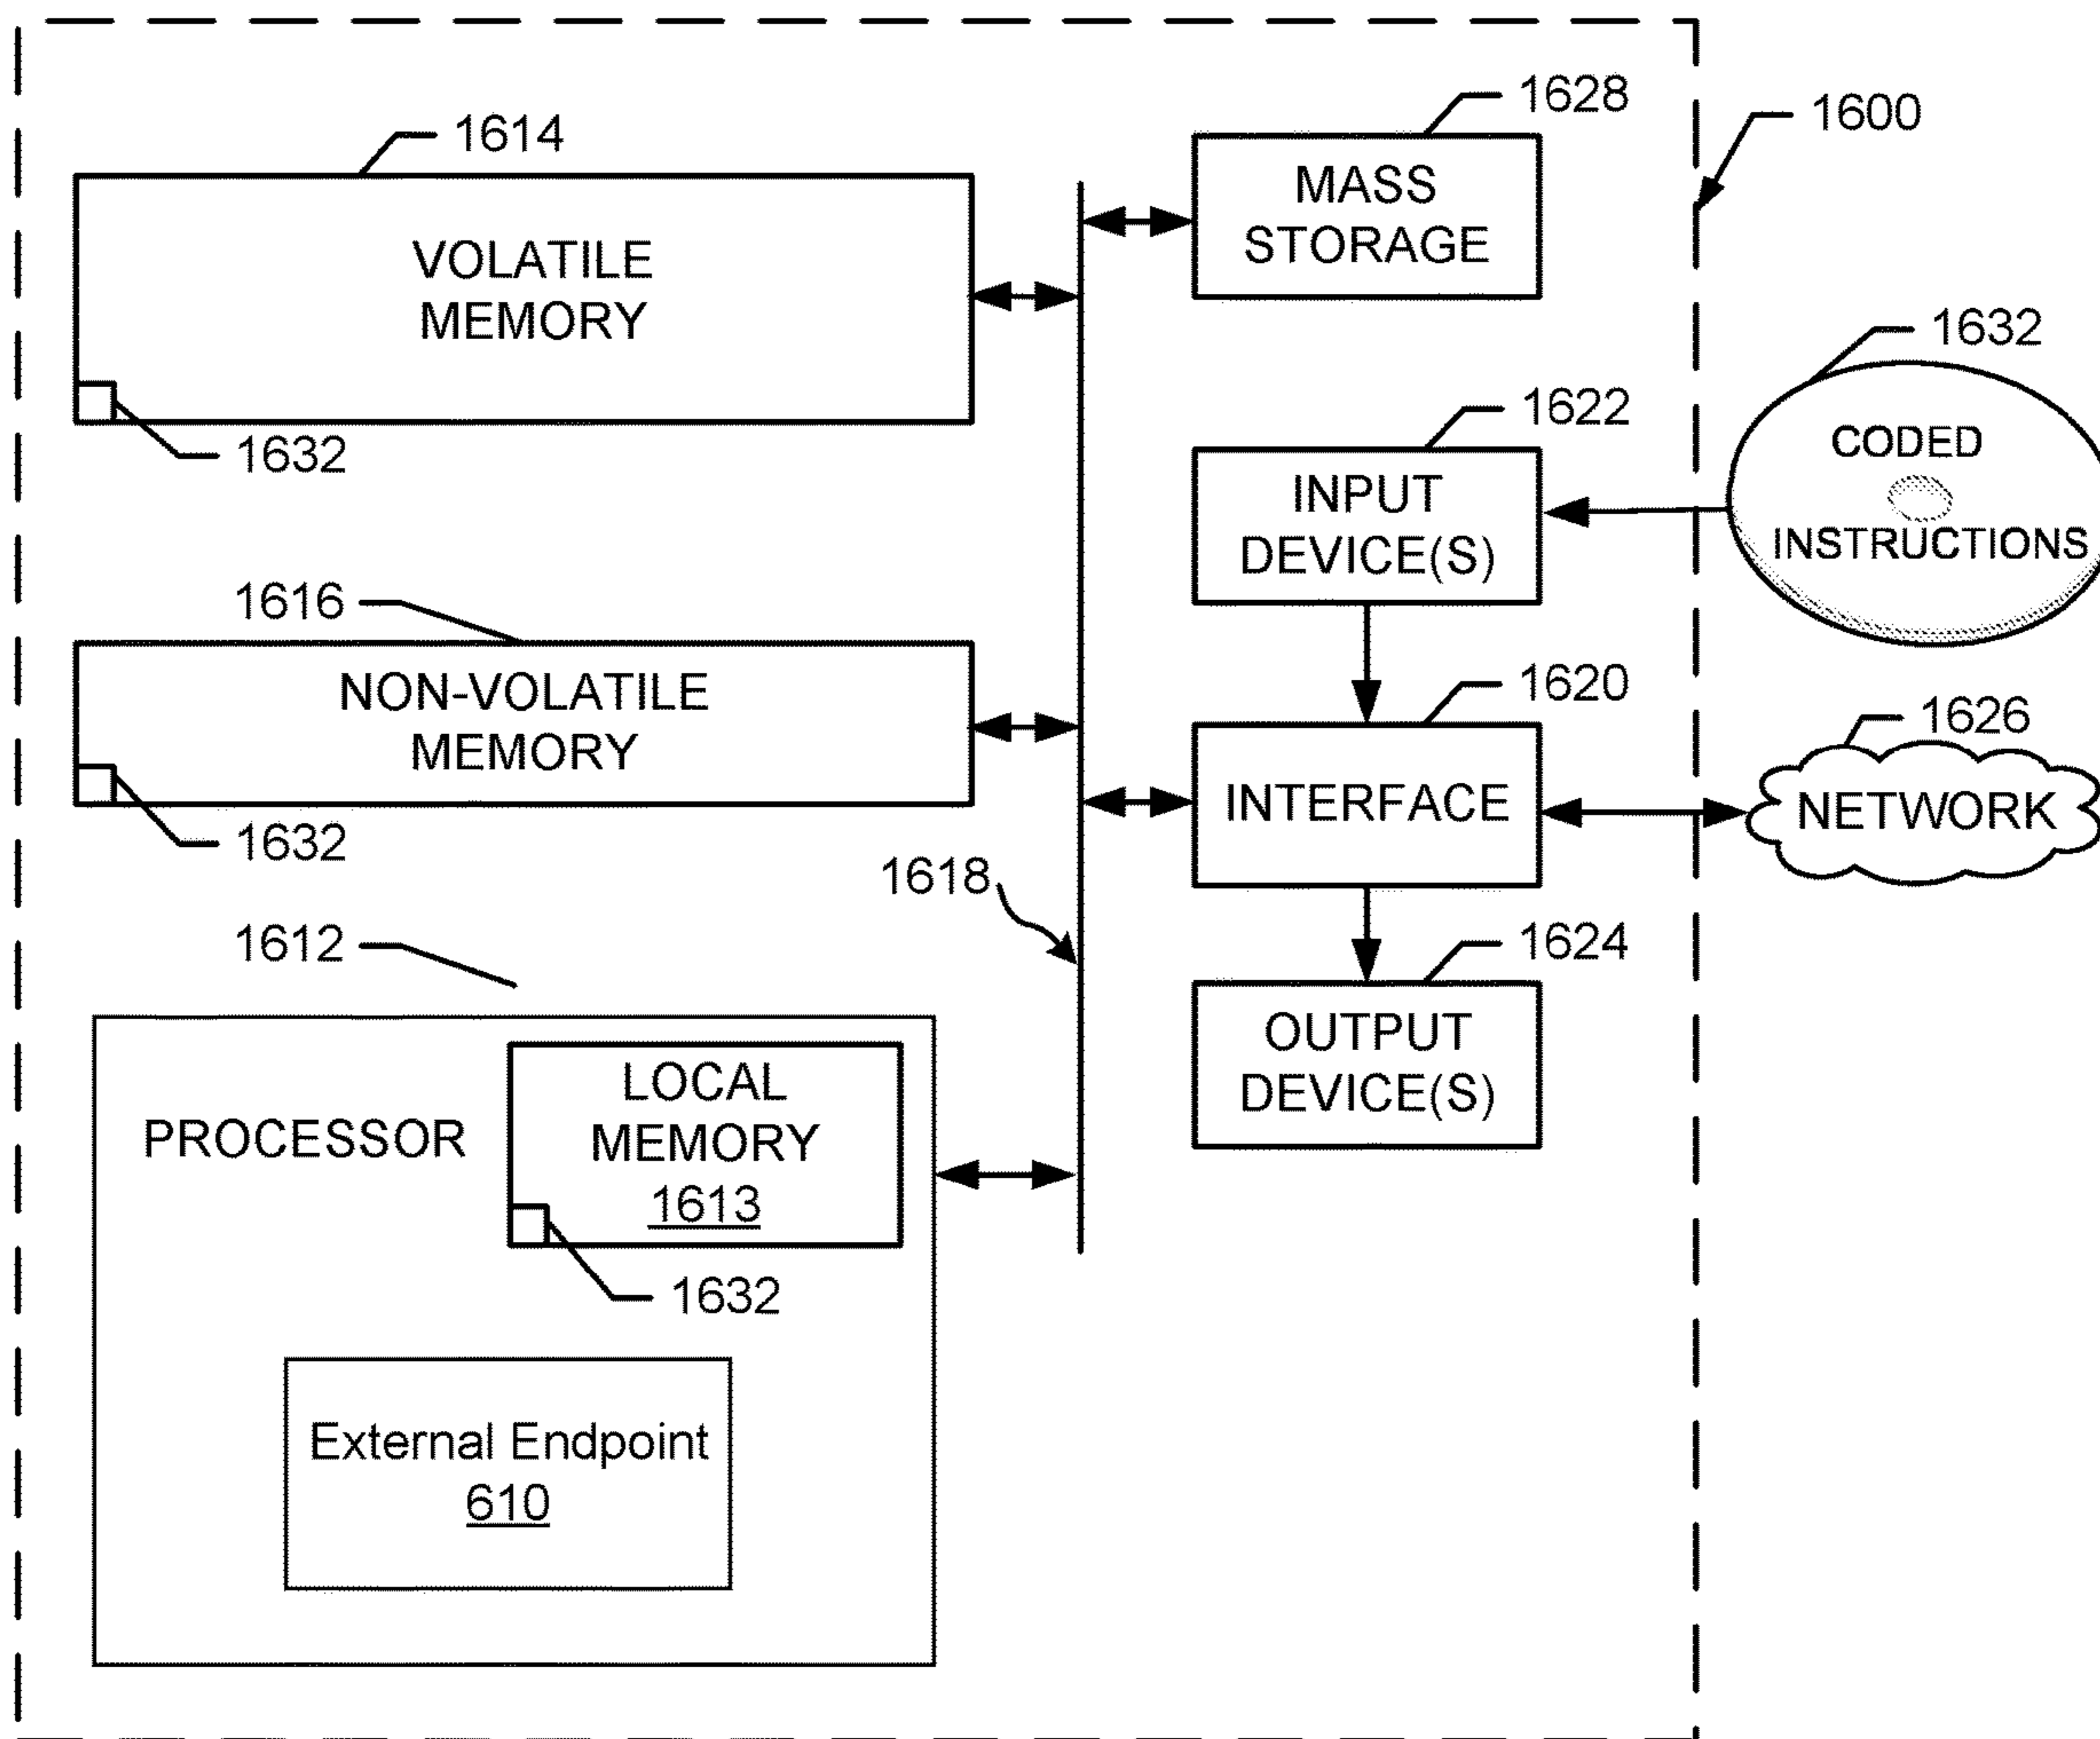 1614
VOLATILE
MEMORY
1632
1616
NON-VOLATILE
MEMORY
1632
1618
1612
PROCESSOR
LOCAL
MEMORY
1613
1632
External Endpoint
610
1628
MASS
STORAGE
1600
1622
INPUT
DEVICE(S)
1632
CODED
INSTRUCTIONS
1620
INTERFACE
1626
NETWORK
1624
OUTPUT
DEVICE(S)